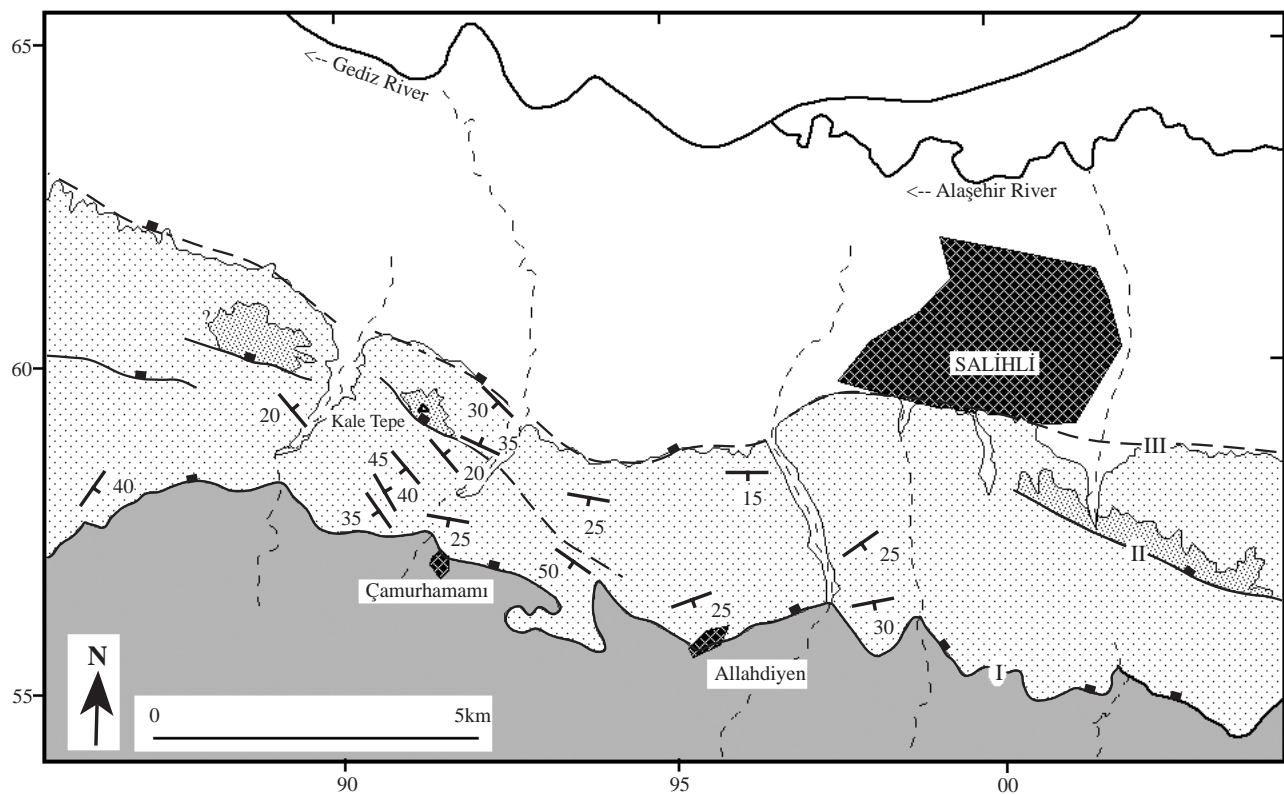 65
<-- Gediz River
<-- Alaşehir River
60
SALİHLİ
20
Kale Tepe
30
35
III
45
20
40
40
15
35
25
25
25
II
50
Çamurhamamı
25
30
Allahdiyen
I
N
55
0
5km
90
95
00